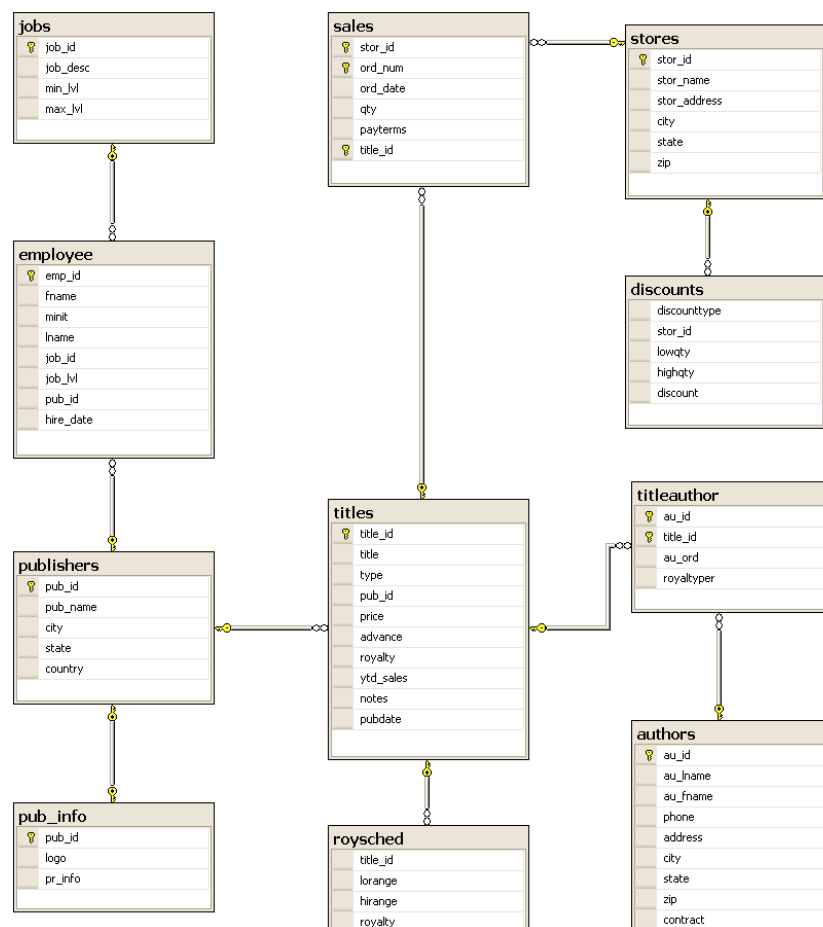 jobs
job_id
job_desc
min_lvl
max_lvl
sales
stor_id
ord_num
ord_date
qty
payterms
title_id
stores
stor_id
stor_name
stor_address
city
state
zip
employee
emp_id
fname
minit
lname
job_id
job_lvl
pub_id
hire_date
discounts
discounttype
stor_id
lowqty
highqty
discount
titles
title_id
title
type
pub_id
price
advance
royalty
ytd_sales
notes
pubdate
titleauthor
au_id
title_id
au_ord
royaltyper
publishers
pub_id
pub_name
city
state
country
authors
au_id
au_lname
au_fname
phone
address
city
state
zip
contract
pub_info
pub_id
logo
pr_info
roysched
title_id
lorange
hirange
royalty